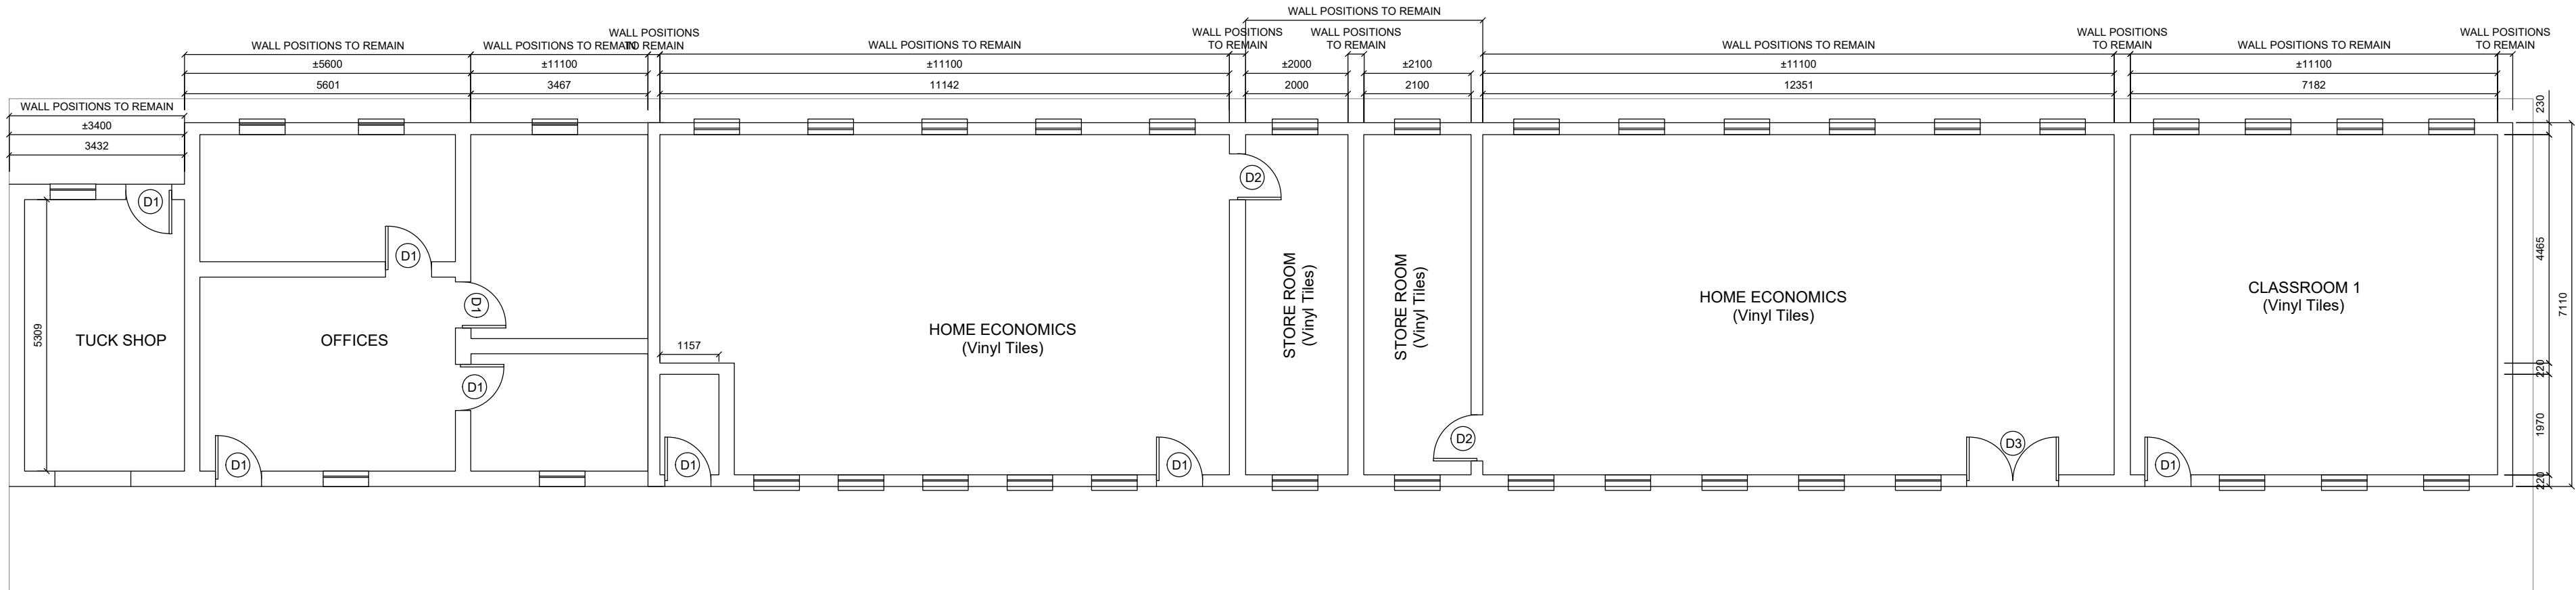 WALL POSITIONS TO REMAIN
WALL POSITIONS
TO REMAIN
WALL POSITIONS
TO REMAIN
WALL POSITIONS
TO REMAIN
WALL POSITIONS
TO REMAIN
WALL POSITIONS
TO REMAIN
WALL POSITIONS TO REMAIN
WALL POSITIONS TO REMAIN
WALL POSITIONS TO REMAIN
WALL POSITIONS TO REMAIN
WALL POSITIONS TO REMAIN
±5600
±11100
±11100
±2000
±2100
±11100
±11100
5601
3467
11142
2000
2100
12351
7182
WALL POSITIONS TO REMAIN
±3400
3432
230
4465
7110
220
1970
220
D1
D2
D1
D1
D1
5309
TUCK SHOP
OFFICES
1157
HOME ECONOMICS
(Vinyl Tiles)
STORE ROOM
(Vinyl Tiles)
STORE ROOM
(Vinyl Tiles)
HOME ECONOMICS
(Vinyl Tiles)
CLASSROOM 1
(Vinyl Tiles)
D1
D1
D1
D2
D3
D1